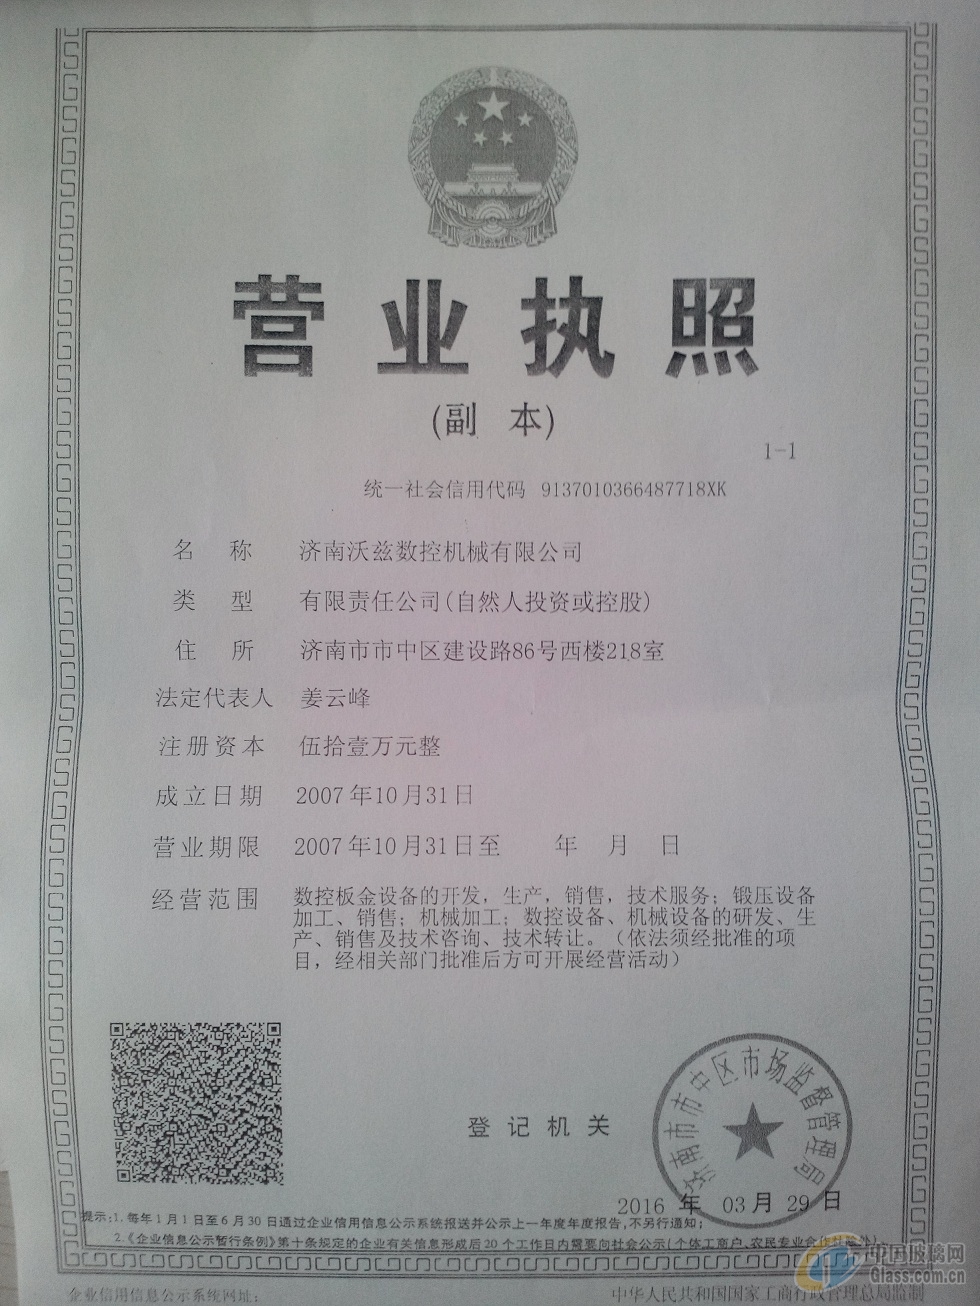 营业执照
(副 本)
1-1
统一社会信用代码 9137010366487718XK
名 称 济南沃兹数控机械有限公司
类 型 有限责任公司(自然人投资或控股)
住 所 济南市市中区建设路86号西楼218室
法定代表人 姜云峰
注册资本 伍拾壹万元整
成立日期 2007年10月31日
营业期限 2007年10月31日至 年 月 日
经营范围 数控板金设备的开发，生产，销售，技术服务；锻压设备
加工、销售；机械加工；数控设备、机械设备的研发、生
产、销售及技术咨询、技术转让。（依法须经批准的项
目，经相关部门批准后方可开展经营活动）
济南市市中区市场监督管理局
登记机关
2016 年 03月 29日
提示：1.每年1月1日至6月30日通过企业信用信息公示系统报送并公示上一年度年度报告，不另行通知；
2.《企业信息公示暂行条例》第十条规定的企业有关信息形成后20个工作日内需要向社会公示（个体工商户、农民专业合作社除外）。
中国玻璃网
Glass.com.cn
企业信用信息公示系统网址：
中华人民共和国国家工商行政管理总局监制